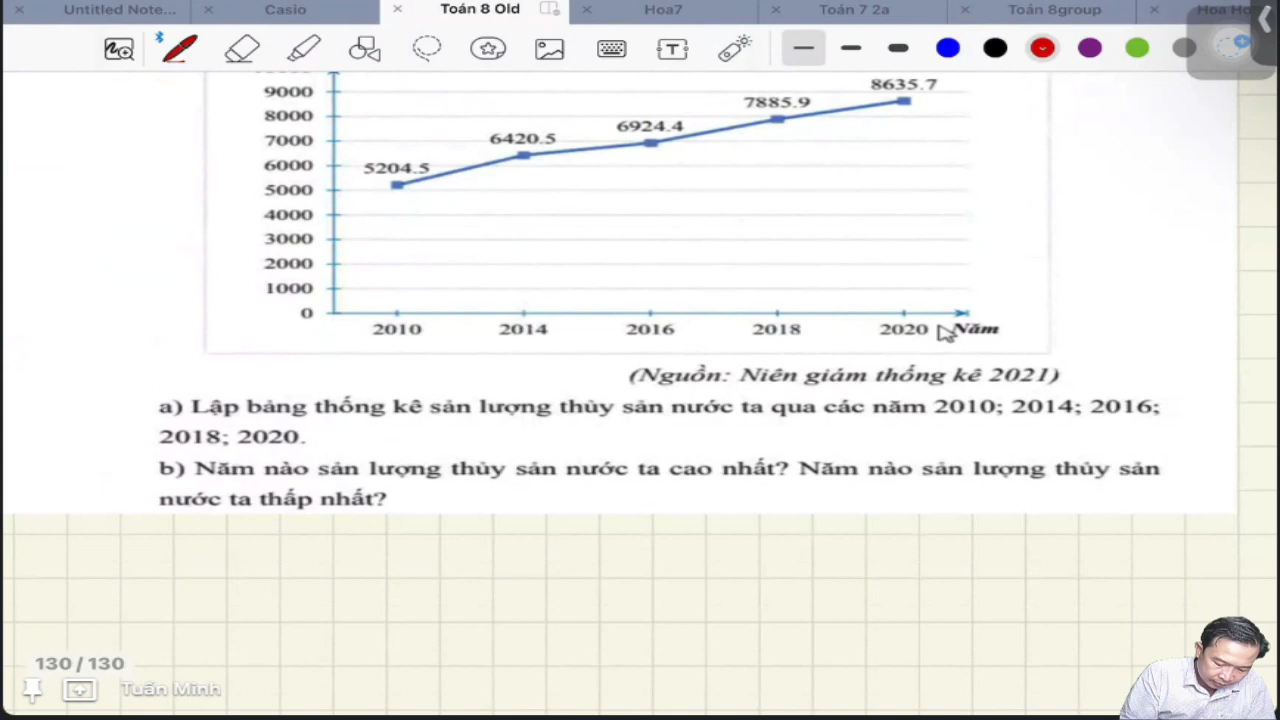 Untitled Note...
Casio
Toán 8 Old
Hoa7
Toán 7 2a
Toán 8group
9000
8000
7000
6000
5000
4000
3000
2000
1000
0
5204.5
6420.5
6924.4
7885.9
8635.7
2010 2014 2016 2018 2020 Năm
(Nguồn: Niên giám thống kê 2021)
a) Lập bảng thống kê sản lượng thủy sản nước ta qua các năm 2010; 2014; 2016;
2018; 2020.
b) Năm nào sản lượng thủy sản nước ta cao nhất? Năm nào sản lượng thủy sản
nước ta thấp nhất?
130 / 130
Tuấn Minh